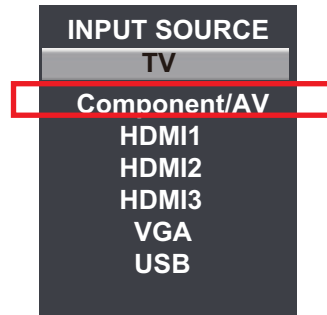 INPUT SOURCE
TV
Component/AV
HDMI1
HDMI2
HDMI3
VGA
USB